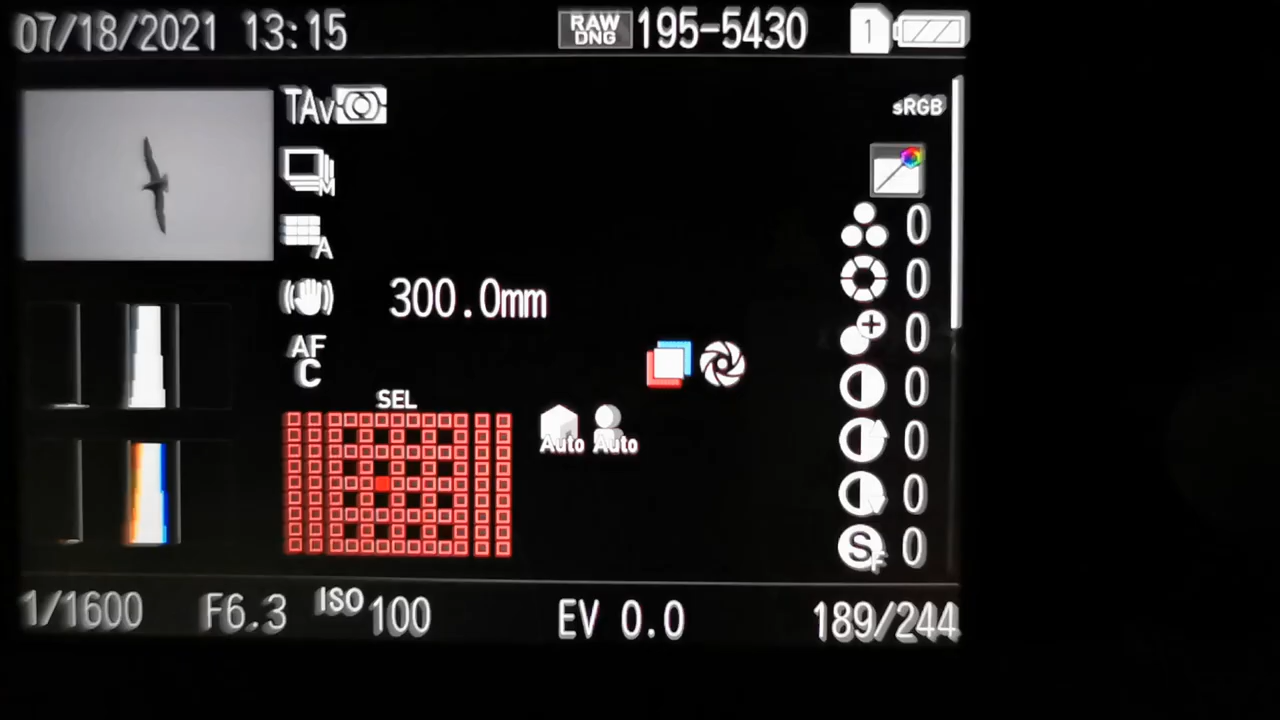 07/18/2021 13:15 RAW DNG 195-5430 1
TAv sRGB
M
A
0
0
300.0mm
0
AF C
0
SEL
Auto Auto
0
0
S F 0
1/1600 F6.3 ISO 100 EV 0.0 189/244